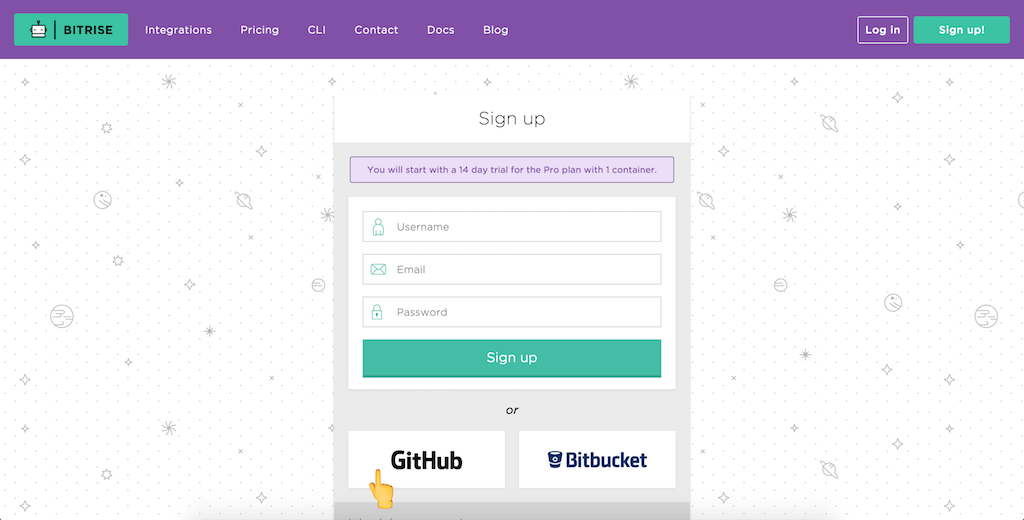 BITRISE
Integrations
Pricing
CLI
Contact
Docs
Blog
Log in
Sign up!
Sign up
You will start with a 14 day trial for the Pro plan with 1 container.
Username
Email
Password
Sign up
or
GitHub
Bitbucket